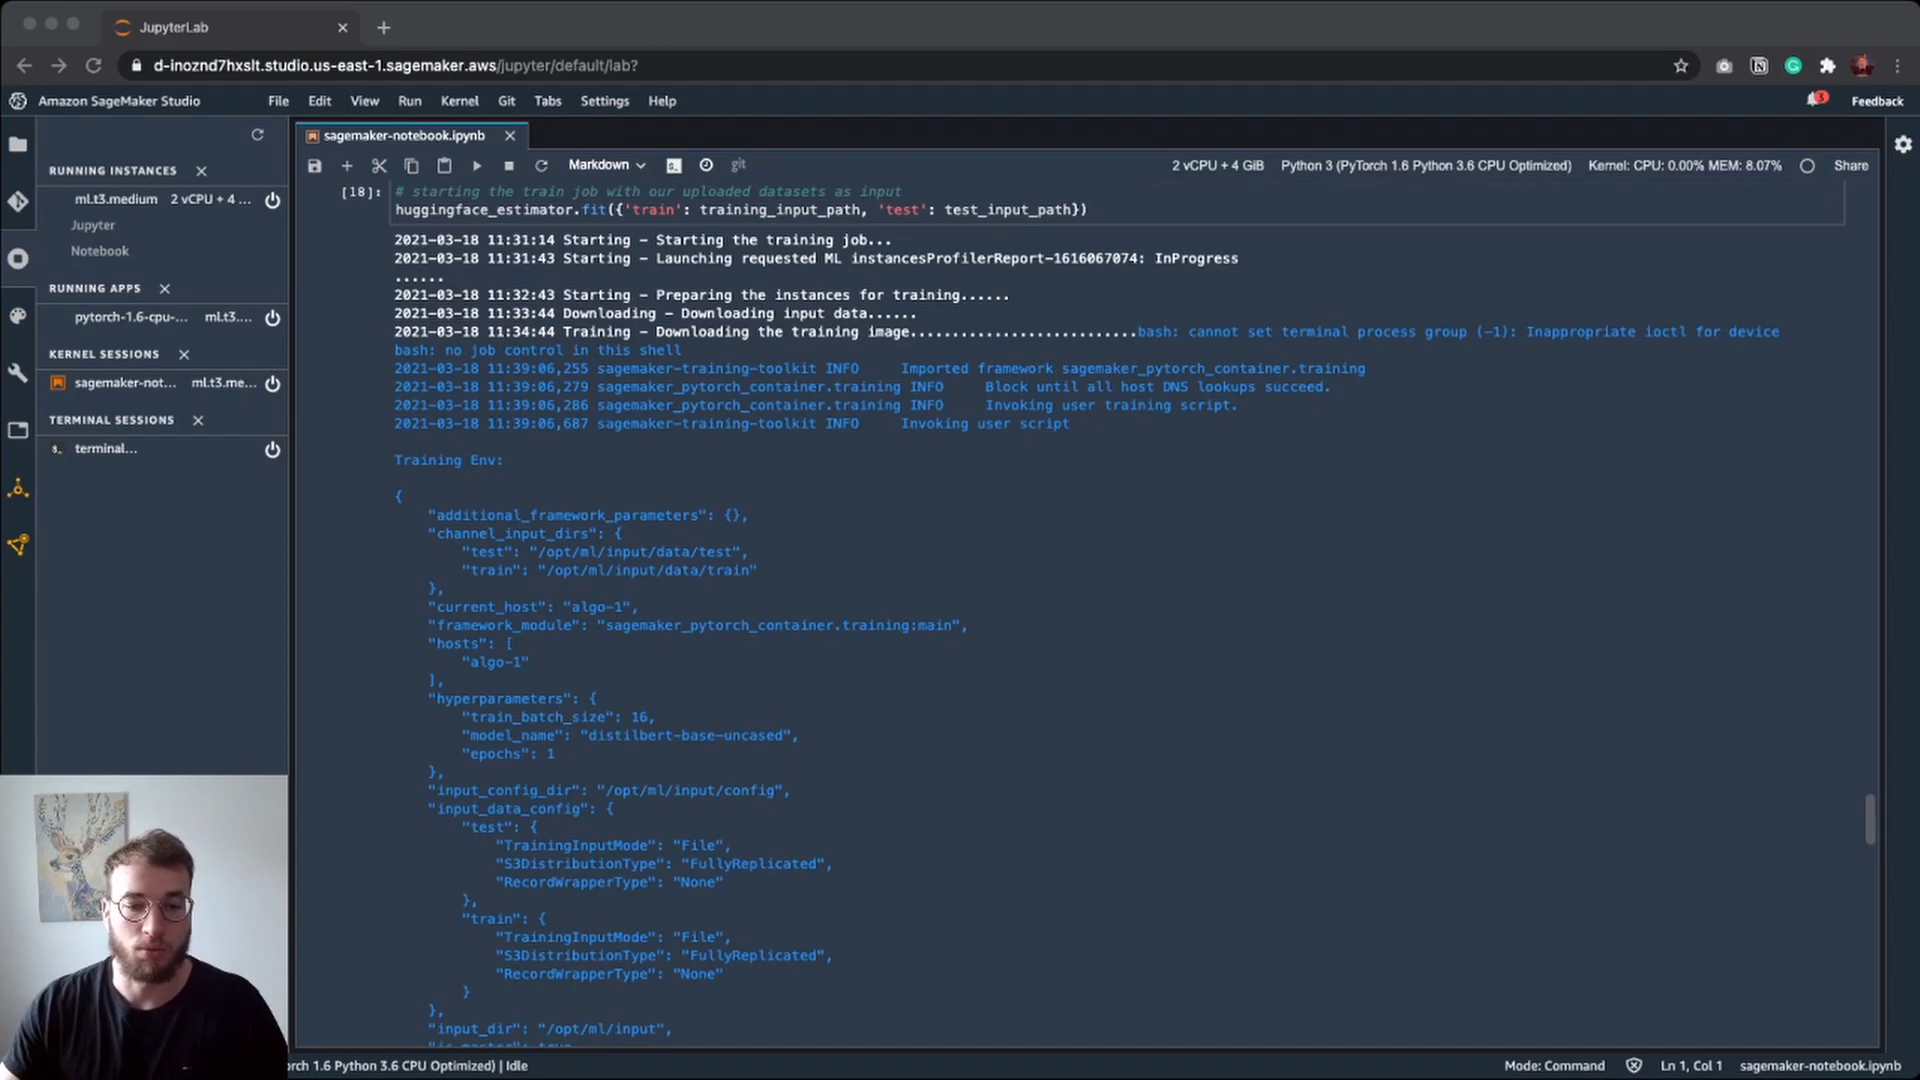 JupyterLab
d-inoznd7hxslt.studio.us-east-1.sagemaker.aws/jupyter/default/lab?
Amazon SageMaker Studio File Edit View Run Kernel Git Tabs Settings Help 3 Feedback
sagemaker-notebook.ipynb
Markdown git 2 vCPU + 4 GiB Python 3 (PyTorch 1.6 Python 3.6 CPU Optimized) Kernel: CPU: 0.00% MEM: 8.07% Share
RUNNING INSTANCES
ml.t3.medium 2 vCPU + 4 ...
Jupyter
Notebook
RUNNING APPS
pytorch-1.6-cpu-... ml.t3....
KERNEL SESSIONS
sagemaker-not... ml.t3.me...
TERMINAL SESSIONS
terminal...
[18]: # starting the train job with our uploaded datasets as input
huggingface_estimator.fit({'train': training_input_path, 'test': test_input_path})
2021-03-18 11:31:14 Starting - Starting the training job...
2021-03-18 11:31:43 Starting - Launching requested ML instancesProfilerReport-1616067074: InProgress
......
2021-03-18 11:32:43 Starting - Preparing the instances for training......
2021-03-18 11:33:44 Downloading - Downloading input data......
2021-03-18 11:34:44 Training - Downloading the training image...........................bash: cannot set terminal process group (-1): Inappropriate ioctl for device
bash: no job control in this shell
2021-03-18 11:39:06,255 sagemaker-training-toolkit INFO     Imported framework sagemaker_pytorch_container.training
2021-03-18 11:39:06,279 sagemaker_pytorch_container.training INFO     Block until all host DNS lookups succeed.
2021-03-18 11:39:06,286 sagemaker_pytorch_container.training INFO     Invoking user training script.
2021-03-18 11:39:06,687 sagemaker-training-toolkit INFO     Invoking user script
Training Env:
{
"additional_framework_parameters": {},
"channel_input_dirs": {
"test": "/opt/ml/input/data/test",
"train": "/opt/ml/input/data/train"
},
"current_host": "algo-1",
"framework_module": "sagemaker_pytorch_container.training:main",
"hosts": [
"algo-1"
],
"hyperparameters": {
"train_batch_size": 16,
"model_name": "distilbert-base-uncased",
"epochs": 1
},
"input_config_dir": "/opt/ml/input/config",
"input_data_config": {
"test": {
"TrainingInputMode": "File",
"S3DistributionType": "FullyReplicated",
"RecordWrapperType": "None"
},
"train": {
"TrainingInputMode": "File",
"S3DistributionType": "FullyReplicated",
"RecordWrapperType": "None"
}
},
"input_dir": "/opt/ml/input",
"is_master": true,
orch 1.6 Python 3.6 CPU Optimized) | Idle Mode: Command Ln 1, Col 1 sagemaker-notebook.ipynb